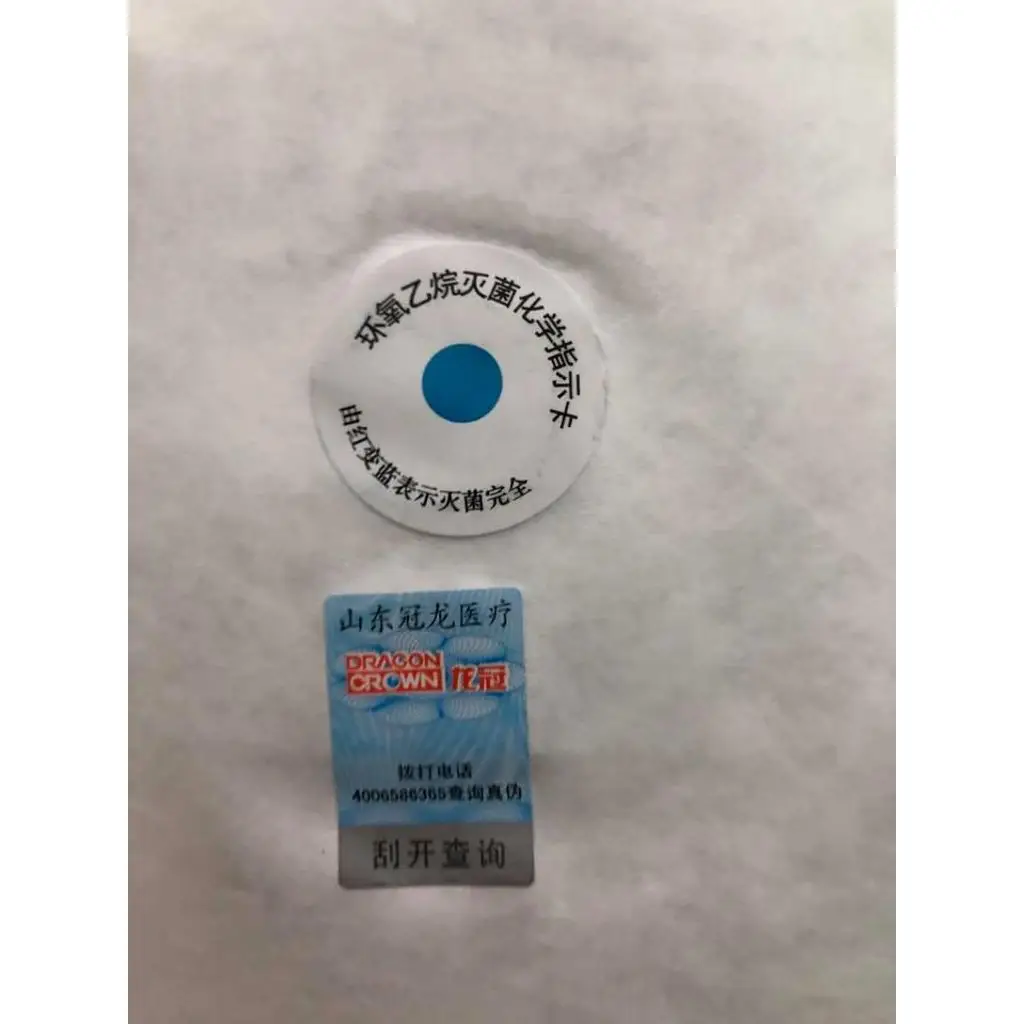 环氧乙烷灭菌化学指示卡
由红变蓝表示灭菌完全
山东冠龙医疗
DRAGON
CROWN 龙冠
拨打电话
4006586365查询真伪
刮开查询